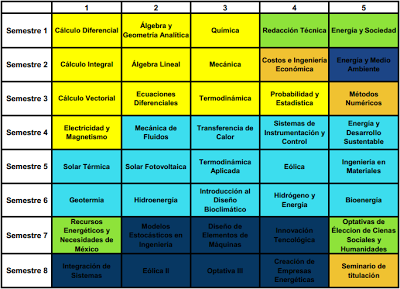 1 2 3 4 5
Semestre 1
Cálculo Diferencial
Álgebra y
Geometría Analítica
Química
Redacción Técnica
Energía y Sociedad
Semestre 2
Cálculo Integral
Álgebra Lineal
Mecánica
Costos e Ingeniería
Económica
Energía y Medio
Ambiente
Semestre 3
Cálculo Vectorial
Ecuaciones
Diferenciales
Termodinámica
Probabilidad y
Estadística
Métodos
Numéricos
Semestre 4
Electricidad y
Magnetismo
Mecánica de
Fluidos
Transferencia de
Calor
Sistemas de
Instrumentación y
Control
Energía y
Desarrollo
Sustentable
Semestre 5
Solar Térmica
Solar Fotovoltaica
Termodinámica
Aplicada
Eólica
Ingeniería en
Materiales
Semestre 6
Geotermia
Hidroenergía
Introducción al
Diseño
Bioclimático
Hidrógeno y
Energía
Bioenergía
Semestre 7
Recursos
Energéticos y
Necesidades de
México
Modelos
Estocásticos en
Ingeniería
Diseño de
Elementos de
Máquinas
Innovación
Tencológica
Optativas de
Élección de Cienas
Sociales y
Humanidades
Semestre 8
Integración de
Sistemas
Eólica II
Optativa III
Creación de
Empresas
Energéticas
Seminario de
titulación